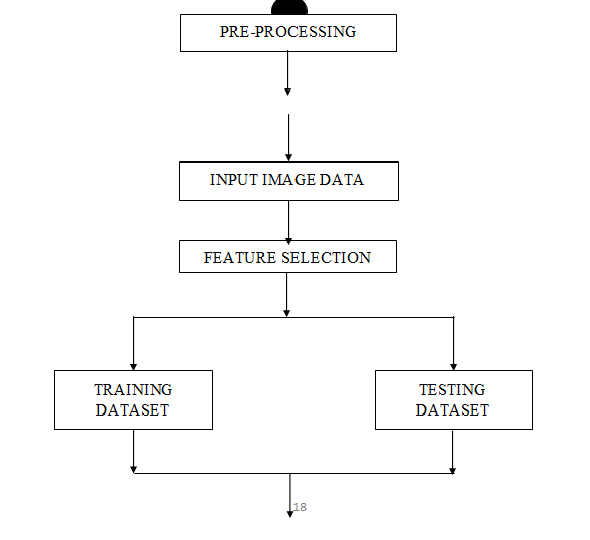 PRE-PROCESSING
INPUT IMAGE DATA
FEATURE SELECTION
TRAINING
DATASET
TESTING
DATASET
18